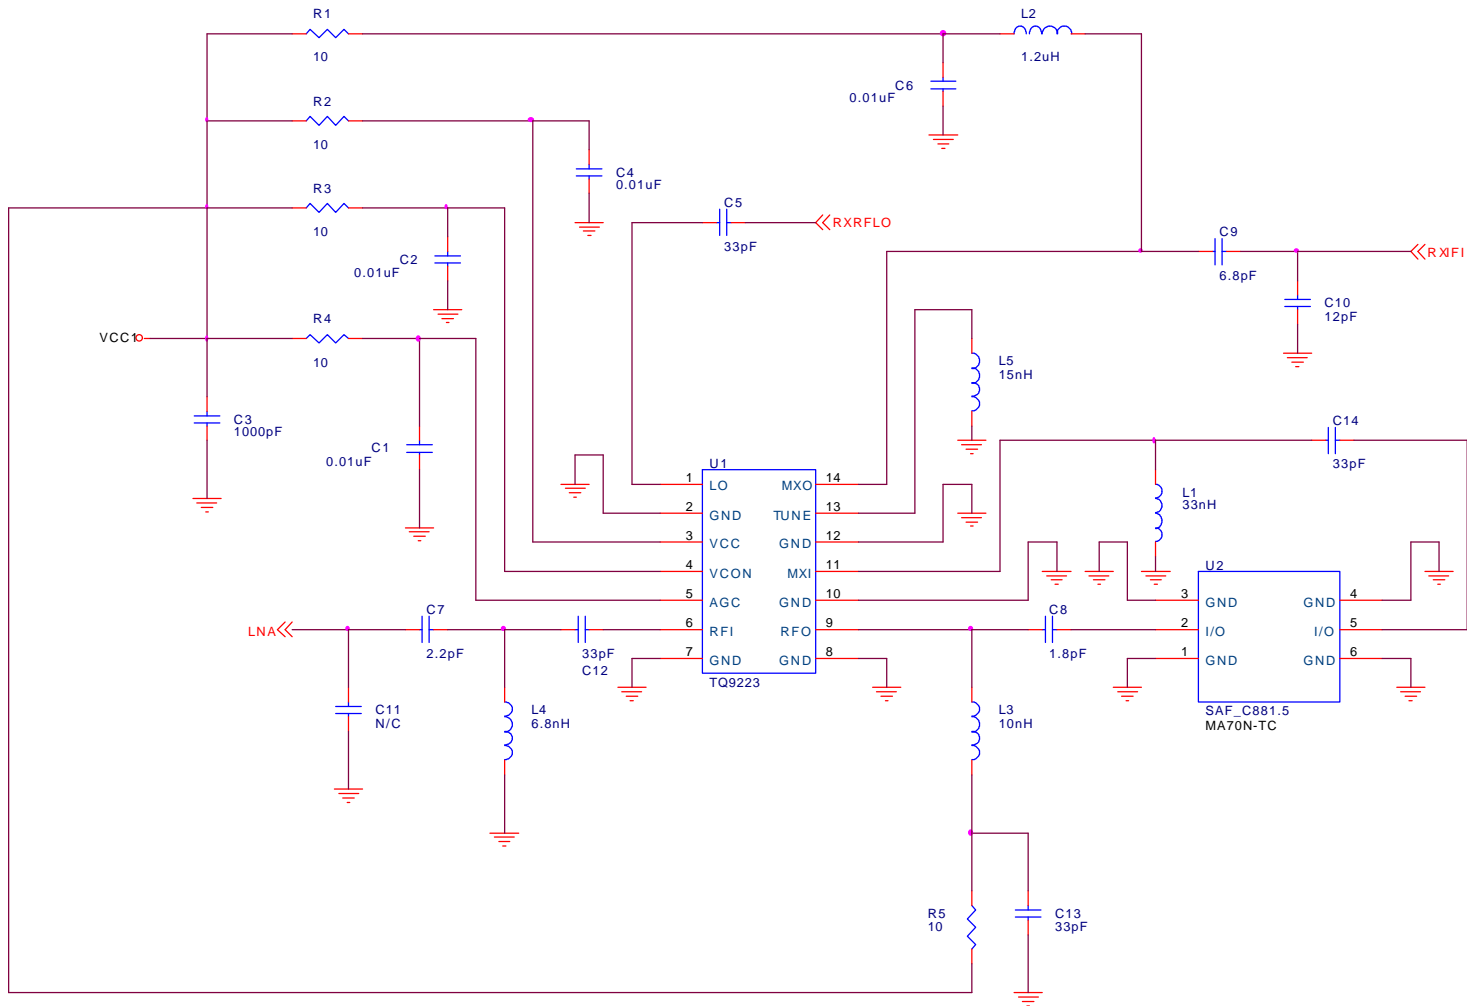 R1
10
L2
1.2uH
C6
0.01uF
R2
10
C4
0.01uF
R3
10
C5
33pF
RXRFLO
C2
0.01uF
C9
6.8pF
RXIFI
C10
12pF
R4
10
VCC1
L5
15nH
C3
1000pF
C1
0.01uF
C14
33pF
L1
33nH
U1
1 LO MXO 14
2 GND TUNE 13
3 VCC GND 12
4 VCON MXI 11
5 AGC GND 10
6 RFI RFO 9
7 GND GND 8
TQ9223
U2
3 GND GND 4
2 I/O I/O 5
1 GND GND 6
SAF_C881.5
MA70N-TC
LNA
C7
2.2pF
33pF
C12
C8
1.8pF
C11
N/C
L4
6.8nH
L3
10nH
R5
10
C13
33pF